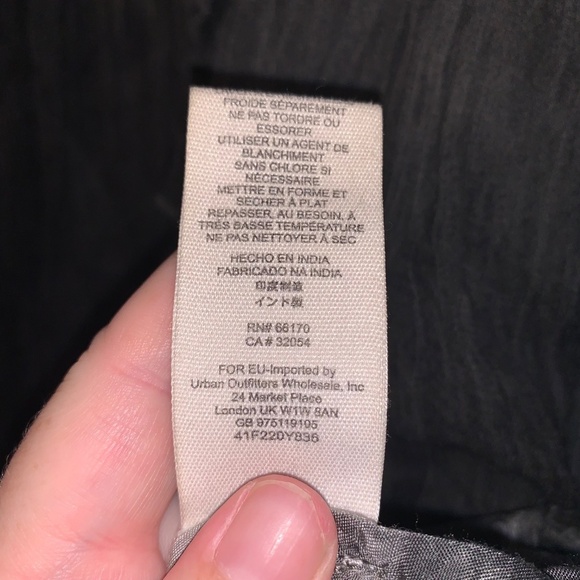 FROIDE SÉPARÉMENT
NE PAS TORDRE OU
ESSORER
UTILISER UN AGENT DE
BLANCHIMENT
SANS CHLORE SI
NÉCESSAIRE
METTRE EN FORME ET
SECHER À PLAT
REPASSER, AU BESOIN, À
TRÈS BASSE TEMPÉRATURE
NE PAS NETTOYER À SEC
HECHO EN INDIA
FABRICADO NA INDIA
印度制造
インド製
RN# 66170
CA# 32054
FOR EU-Imported by
Urban Outfitters Wholesale, Inc
24 Market Place
London UK W1W 8AN
GB 975119105
41F220Y836